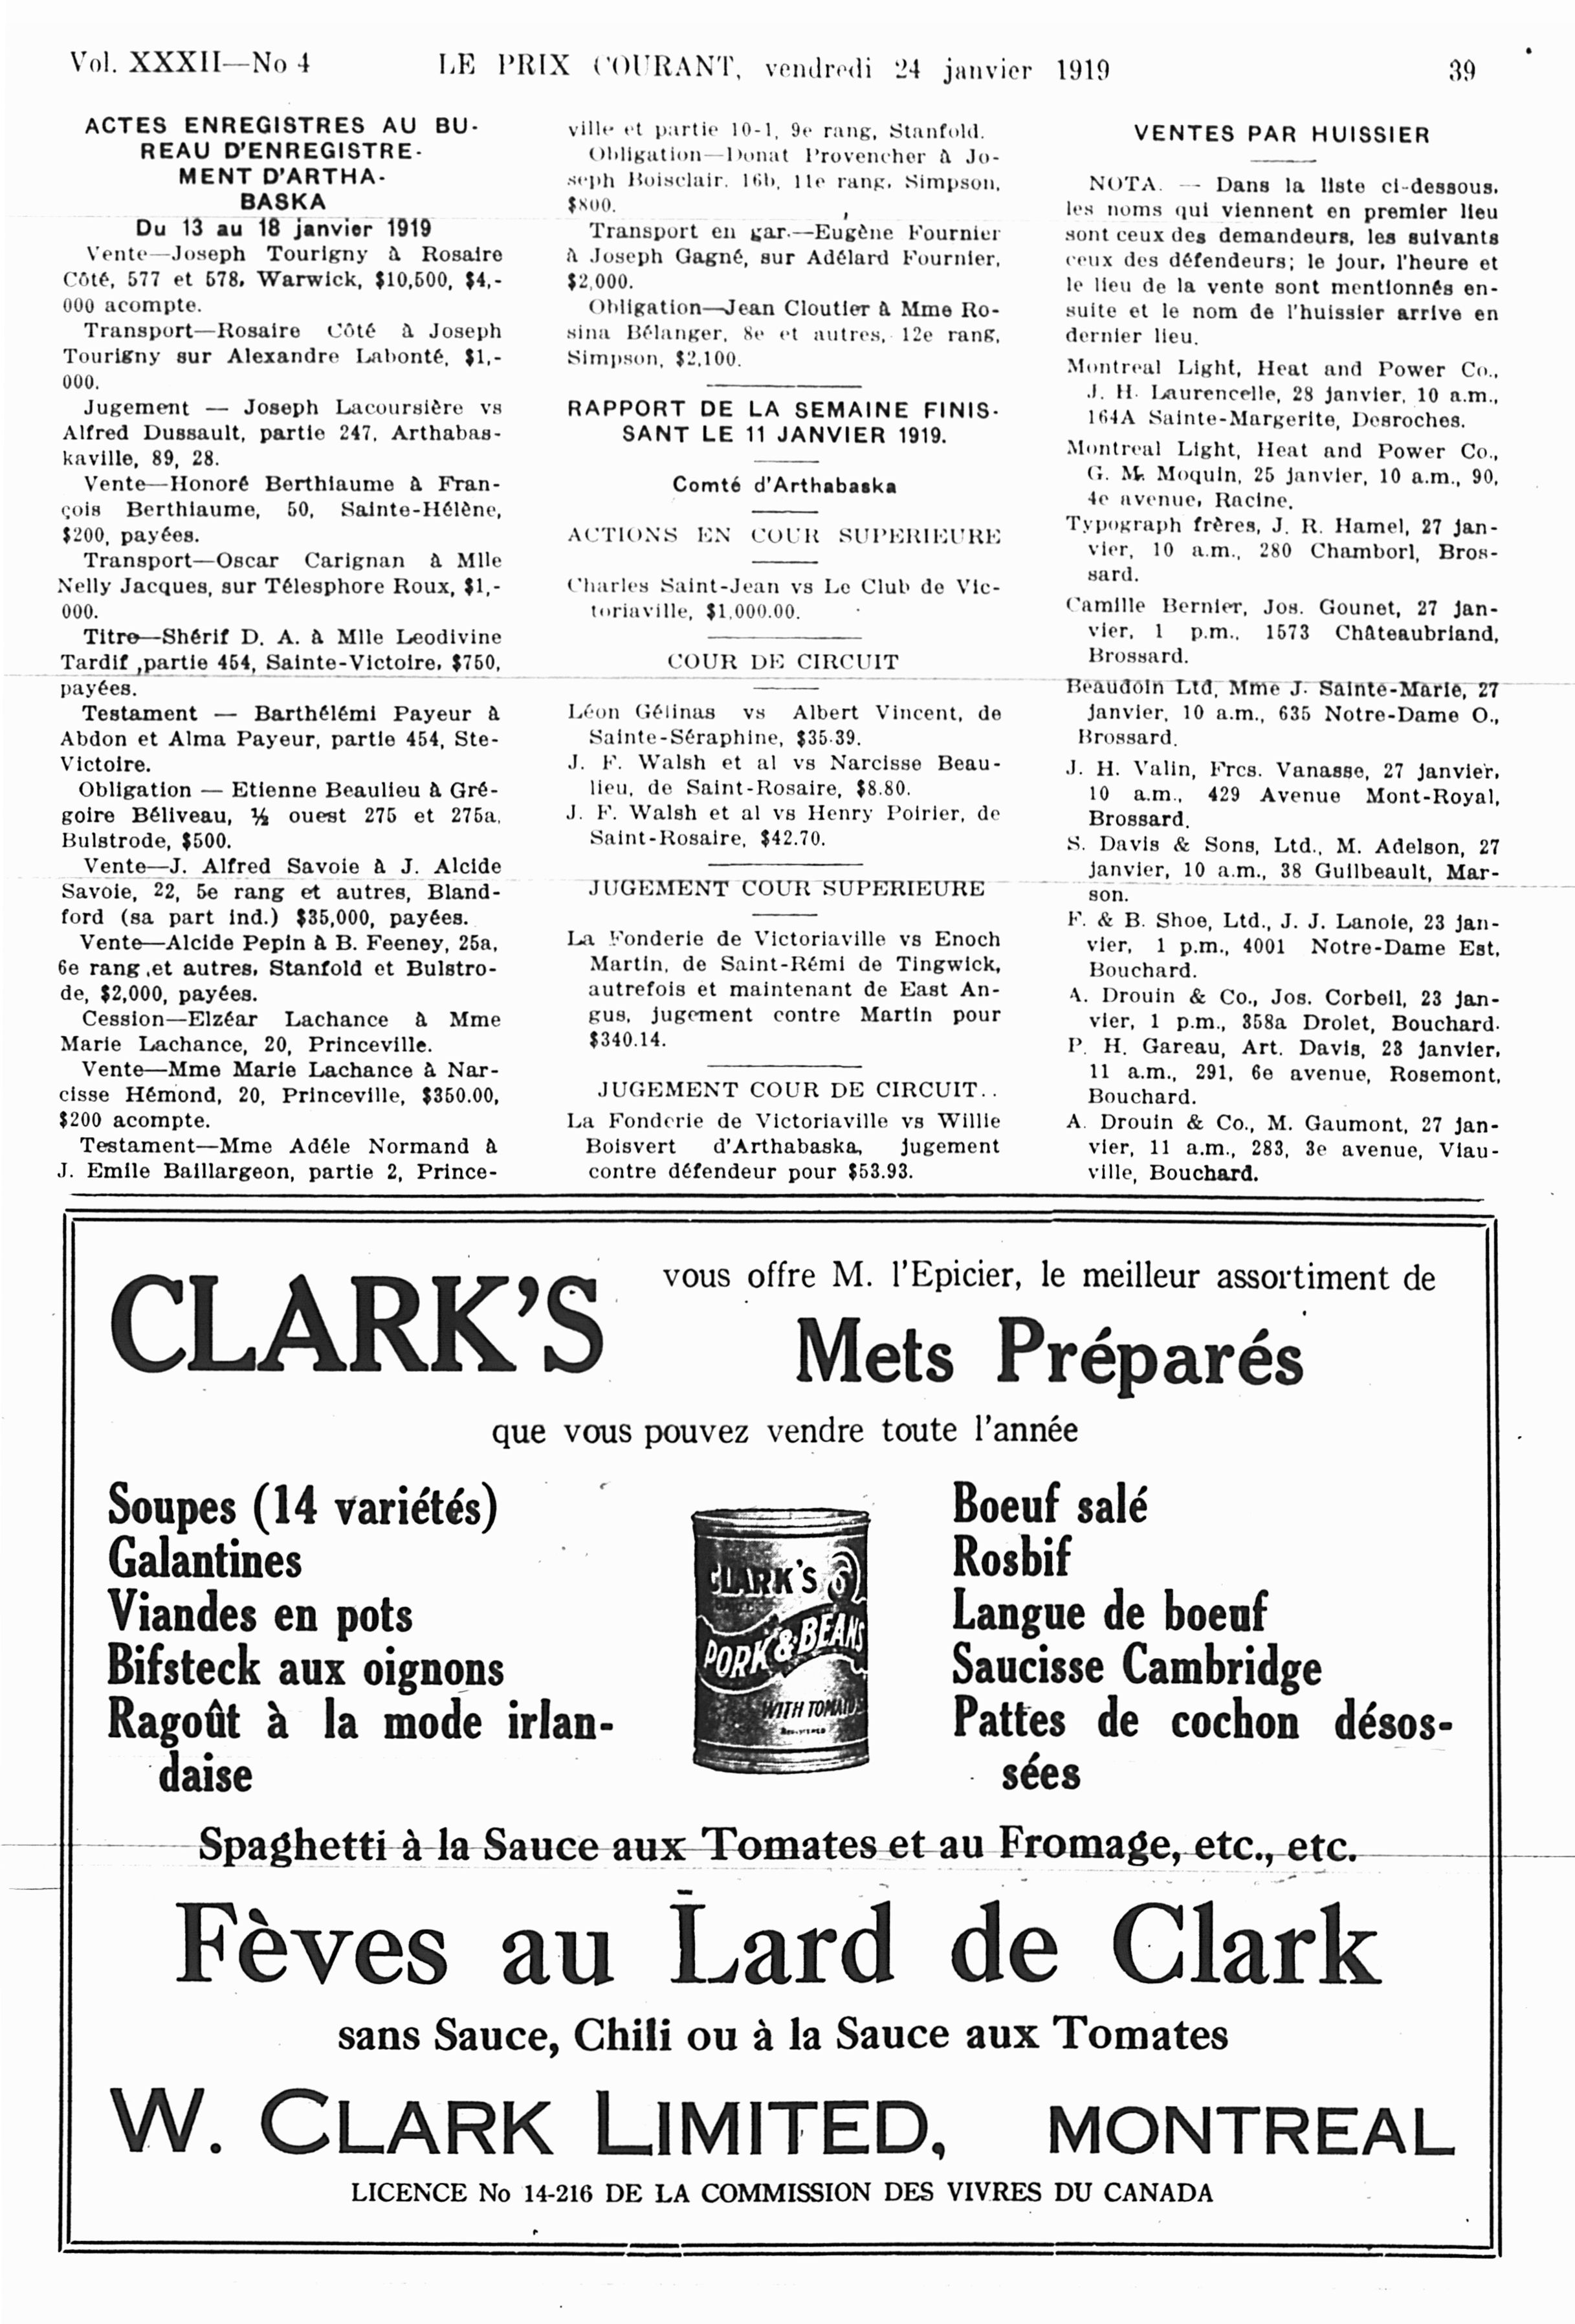 Vol. XXXII—No 4 LE PRIX COURANT, vendredi 24 janvier 1919 39
ACTES ENREGISTRES AU BU-
REAU D'ENREGISTRE-
MENT D'ARTHA-
BASKA
Du 13 au 18 janvier 1919
Vente—Joseph Tourigny à Rosaire
Côté, 577 et 578, Warwick, $10,500, $4,-
000 acompte.
Transport—Rosaire Côté à Joseph
Tourigny sur Alexandre Labonté, $1,-
000.
Jugement — Joseph Lacoursière vs
Alfred Dussault, partie 247, Arthabas-
kaville, 89, 28.
Vente—Honoré Berthiaume à Fran-
çois Berthiaume, 50, Sainte-Hélène,
$200, payées.
Transport—Oscar Carignan à Mlle
Nelly Jacques, sur Télesphore Roux, $1,-
000.
Titre—Shérif D. A. à Mlle Leodivine
Tardif ,partie 454, Sainte-Victoire, $750,
payées.
Testament — Barthélémi Payeur à
Abdon et Alma Payeur, partie 454, Ste-
Victoire.
Obligation — Etienne Beaulieu à Gré-
goire Béliveau, ½ ouest 275 et 275a,
Bulstrode, $500.
Vente—J. Alfred Savoie à J. Alcide
Savoie, 22, 5e rang et autres, Bland-
ford (sa part ind.) $35,000, payées.
Vente—Alcide Pepin à B. Feeney, 25a,
6e rang ,et autres, Stanfold et Bulstro-
de, $2,000, payées.
Cession—Elzéar Lachance à Mme
Marie Lachance, 20, Princeville.
Vente—Mme Marie Lachance à Nar-
cisse Hémond, 20, Princeville, $350.00,
$200 acompte.
Testament—Mme Adéle Normand à
J. Emile Baillargeon, partie 2, Prince-
ville et partie 10-1, 9e rang, Stanfold.
Obligation—Donat Provencher à Jo-
seph Boisclair, 16b, 11e rang, Simpson,
$800.
Transport en gar.—Eugène Fournier
à Joseph Gagné, sur Adélard Fournier,
$2,000.
Obligation—Jean Cloutier à Mme Ro-
sina Bélanger, 8e et autres, 12e rang,
Simpson, $2,100.
RAPPORT DE LA SEMAINE FINIS-
SANT LE 11 JANVIER 1919.
Comté d'Arthabaska
ACTIONS EN COUR SUPERIEURE
Charles Saint-Jean vs Le Club de Vic-
toriaville, $1,000.00.
COUR DE CIRCUIT
Léon Gélinas vs Albert Vincent, de
Sainte-Séraphine, $35.39.
J. F. Walsh et al vs Narcisse Beau-
lieu, de Saint-Rosaire, $8.80.
J. F. Walsh et al vs Henry Poirier, de
Saint-Rosaire, $42.70.
JUGEMENT COUR SUPERIEURE
La Fonderie de Victoriaville vs Enoch
Martin, de Saint-Rémi de Tingwick,
autrefois et maintenant de East An-
gus, jugement contre Martin pour
$340.14.
JUGEMENT COUR DE CIRCUIT..
La Fonderie de Victoriaville vs Willie
Boisvert d'Arthabaska, jugement
contre défendeur pour $53.93.
VENTES PAR HUISSIER
NOTA. — Dans la liste ci-dessous,
les noms qui viennent en premier lieu
sont ceux des demandeurs, les suivants
ceux des défendeurs; le jour, l'heure et
le lieu de la vente sont mentionnés en-
suite et le nom de l'huissier arrive en
dernier lieu.
Montreal Light, Heat and Power Co.,
J. H. Laurencelle, 28 janvier, 10 a.m.,
164A Sainte-Margerite, Desroches.
Montreal Light, Heat and Power Co.,
G. M. Moquin, 25 janvier, 10 a.m., 90,
4e avenue, Racine.
Typograph frères, J. R. Hamel, 27 jan-
vier, 10 a.m., 280 Chamborl, Bros-
sard.
Camille Bernier, Jos. Gounet, 27 jan-
vier, 1 p.m., 1573 Châteaubriand,
Brossard.
Beaudoin Ltd, Mme J. Sainte-Marie, 27
janvier, 10 a.m., 635 Notre-Dame O.,
Brossard.
J. H. Valin, Frcs. Vanasse, 27 janvier,
10 a.m., 429 Avenue Mont-Royal,
Brossard.
S. Davis & Sons, Ltd., M. Adelson, 27
janvier, 10 a.m., 38 Guilbeault, Mar-
son.
F. & B. Shoe, Ltd., J. J. Lanoie, 23 jan-
vier, 1 p.m., 4001 Notre-Dame Est,
Bouchard.
A. Drouin & Co., Jos. Corbeil, 23 jan-
vier, 1 p.m., 358a Drolet, Bouchard.
P. H. Gareau, Art. Davis, 23 janvier,
11 a.m., 291, 6e avenue, Rosemont,
Bouchard.
A. Drouin & Co., M. Gaumont, 27 jan-
vier, 11 a.m., 283, 3e avenue, Viau-
ville, Bouchard.
CLARK'S vous offre M. l'Epicier, le meilleur assortiment de
Mets Préparés
que vous pouvez vendre toute l'année
Soupes (14 variétés)
Galantines
Viandes en pots
Bifsteck aux oignons
Ragoût à la mode irlan-
daise
CLARK'S
PORK & BEANS
WITH TOMATO
Boeuf salé
Rosbif
Langue de boeuf
Saucisse Cambridge
Pattes de cochon désos-
sées
Spaghetti à la Sauce aux Tomates et au Fromage, etc., etc.
Fèves au Lard de Clark
sans Sauce, Chili ou à la Sauce aux Tomates
W. CLARK LIMITED, MONTREAL
LICENCE No 14-216 DE LA COMMISSION DES VIVRES DU CANADA